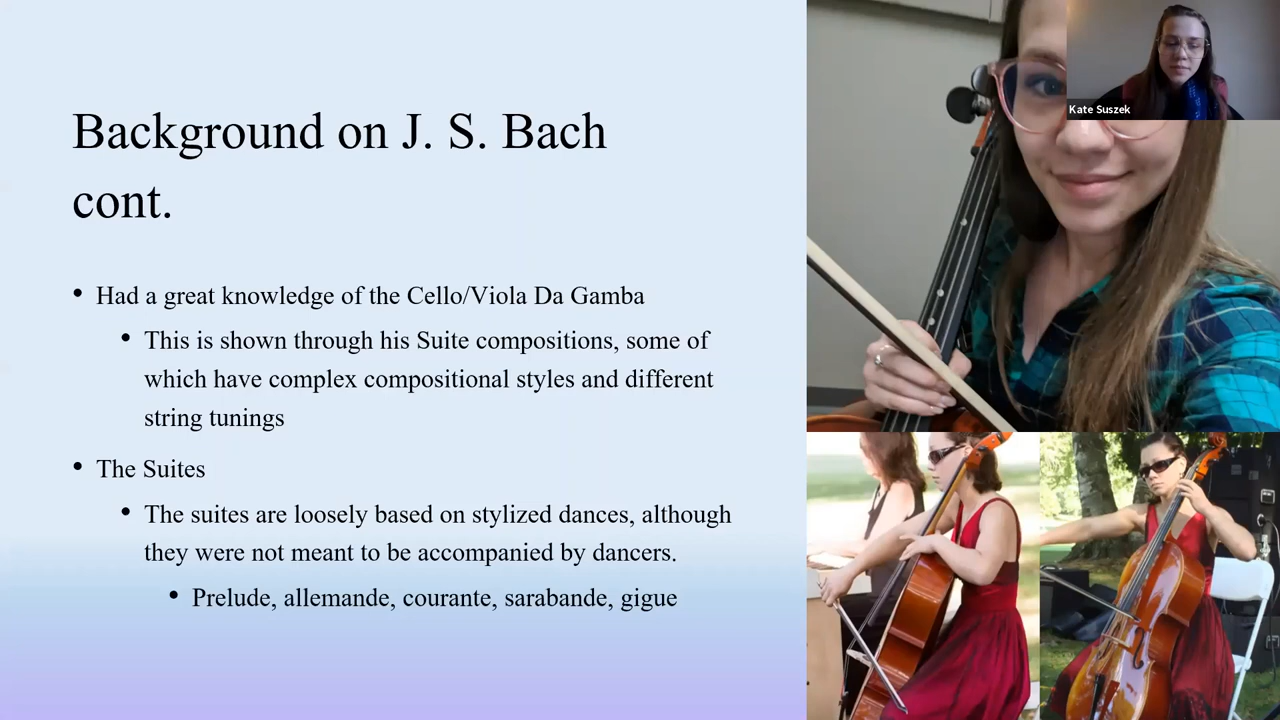 Background on J. S. Bach
cont.
• Had a great knowledge of the Cello/Viola Da Gamba
• This is shown through his Suite compositions, some of
which have complex compositional styles and different
string tunings
• The Suites
• The suites are loosely based on stylized dances, although
they were not meant to be accompanied by dancers.
• Prelude, allemande, courante, sarabande, gigue
Kate Suszek